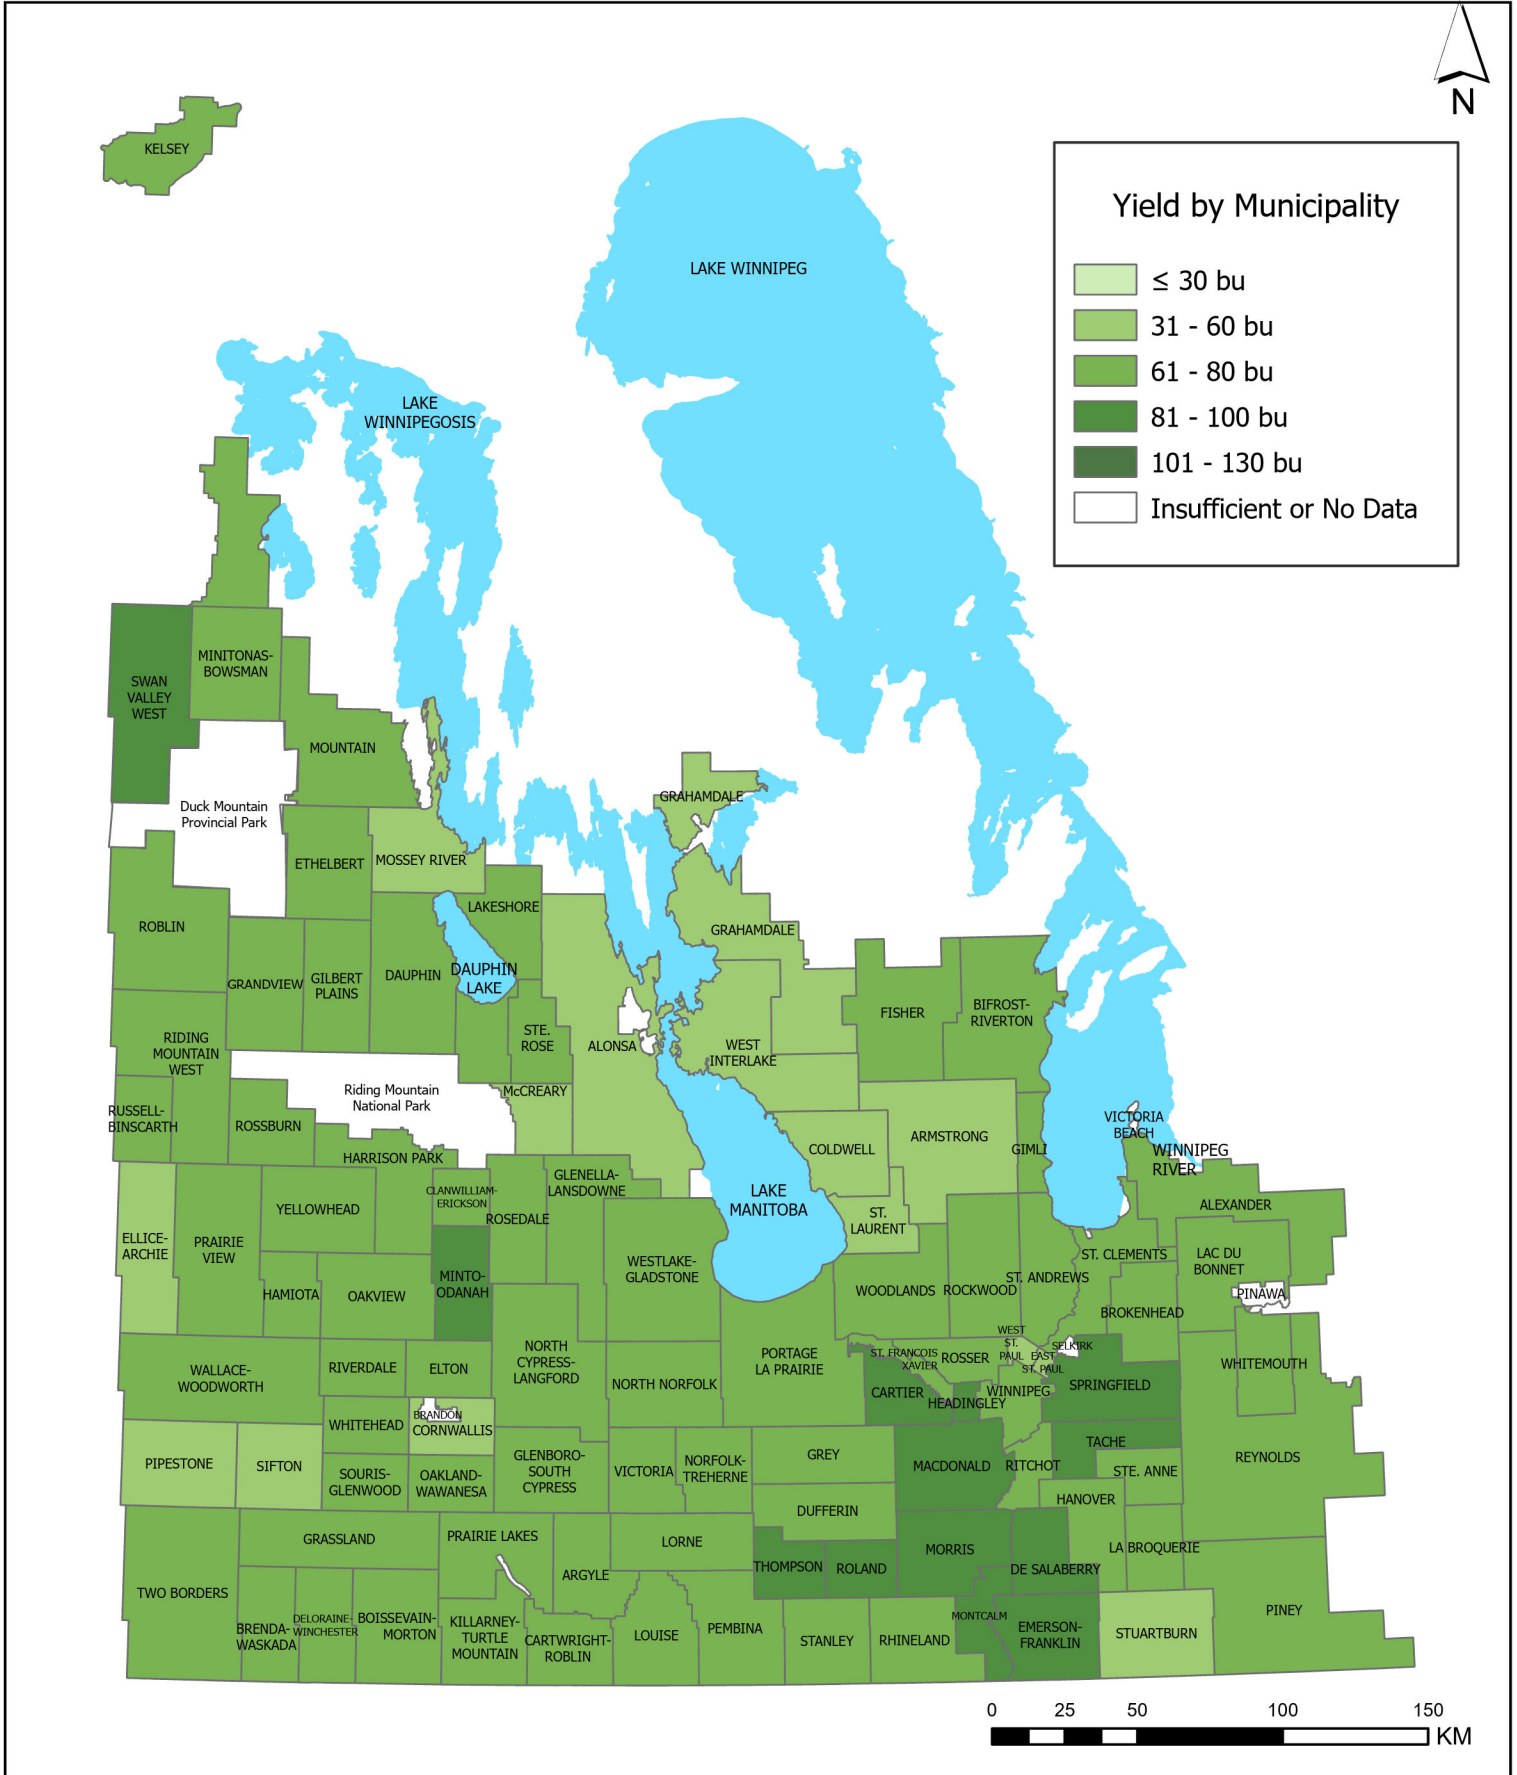 N
KELSEY
Yield by Municipality
≤ 30 bu
31 - 60 bu
61 - 80 bu
81 - 100 bu
101 - 130 bu
Insufficient or No Data
LAKE WINNIPEG
LAKE
WINNIPEGOSIS
MINITONAS-
BOWSMAN
SWAN
VALLEY
WEST
MOUNTAIN
Duck Mountain
Provincial Park
GRAHAMDALE
ETHELBERT
MOSSEY RIVER
LAKESHORE
ROBLIN
GRAHAMDALE
GRANDVIEW
GILBERT
PLAINS
DAUPHIN
DAUPHIN
LAKE
FISHER
BIFROST-
RIVERTON
RIDING
MOUNTAIN
WEST
STE.
ROSE
ALONSA
WEST
INTERLAKE
Riding Mountain
National Park
McCREARY
RUSSELL-
BINSCARTH
ROSSBURN
HARRISON PARK
COLDWELL
ARMSTRONG
GIMLI
VICTORIA
BEACH
WINNIPEG
RIVER
CLANWILLIAM-
ERICKSON
GLENELLA-
LANSDOWNE
LAKE
MANITOBA
ST.
LAURENT
ALEXANDER
YELLOWHEAD
ROSEDALE
ELLICE-
ARCHIE
PRAIRIE
VIEW
ST. CLEMENTS
LAC DU
BONNET
WESTLAKE-
GLADSTONE
MINTO-
ODANAH
HAMIOTA
OAKVIEW
WOODLANDS
ROCKWOOD
ST. ANDREWS
PINAWA
BROKENHEAD
WALLACE-
WOODWORTH
RIVERDALE
ELTON
NORTH
CYPRESS-
LANGFORD
NORTH NORFOLK
PORTAGE
LA PRAIRIE
ST. FRANCOIS
XAVIER
ROSSER
WEST
ST.
PAUL
EAST
ST. PAUL
SELKIRK
WHITEMOUTH
CARTIER
HEADINGLEY
WINNIPEG
SPRINGFIELD
WHITEHEAD
BRANDON
CORNWALLIS
PIPESTONE
SIFTON
SOURIS-
GLENWOOD
OAKLAND-
WAWANESA
GLENBORO-
SOUTH
CYPRESS
VICTORIA
NORFOLK-
TREHERNE
GREY
MACDONALD
RITCHOT
TACHE
STE. ANNE
REYNOLDS
HANOVER
DUFFERIN
GRASSLAND
PRAIRIE LAKES
LORNE
MORRIS
LA BROQUERIE
THOMPSON
ROLAND
DE SALABERRY
ARGYLE
TWO BORDERS
BRENDA-
WASKADA
DELORAINE-
WINCHESTER
BOISSEVAIN-
MORTON
KILLARNEY-
TURTLE
MOUNTAIN
CARTWRIGHT-
ROBLIN
LOUISE
PEMBINA
STANLEY
RHINELAND
MONTCALM
EMERSON-
FRANKLIN
STUARTBURN
PINEY
0 25 50 100 150
KM